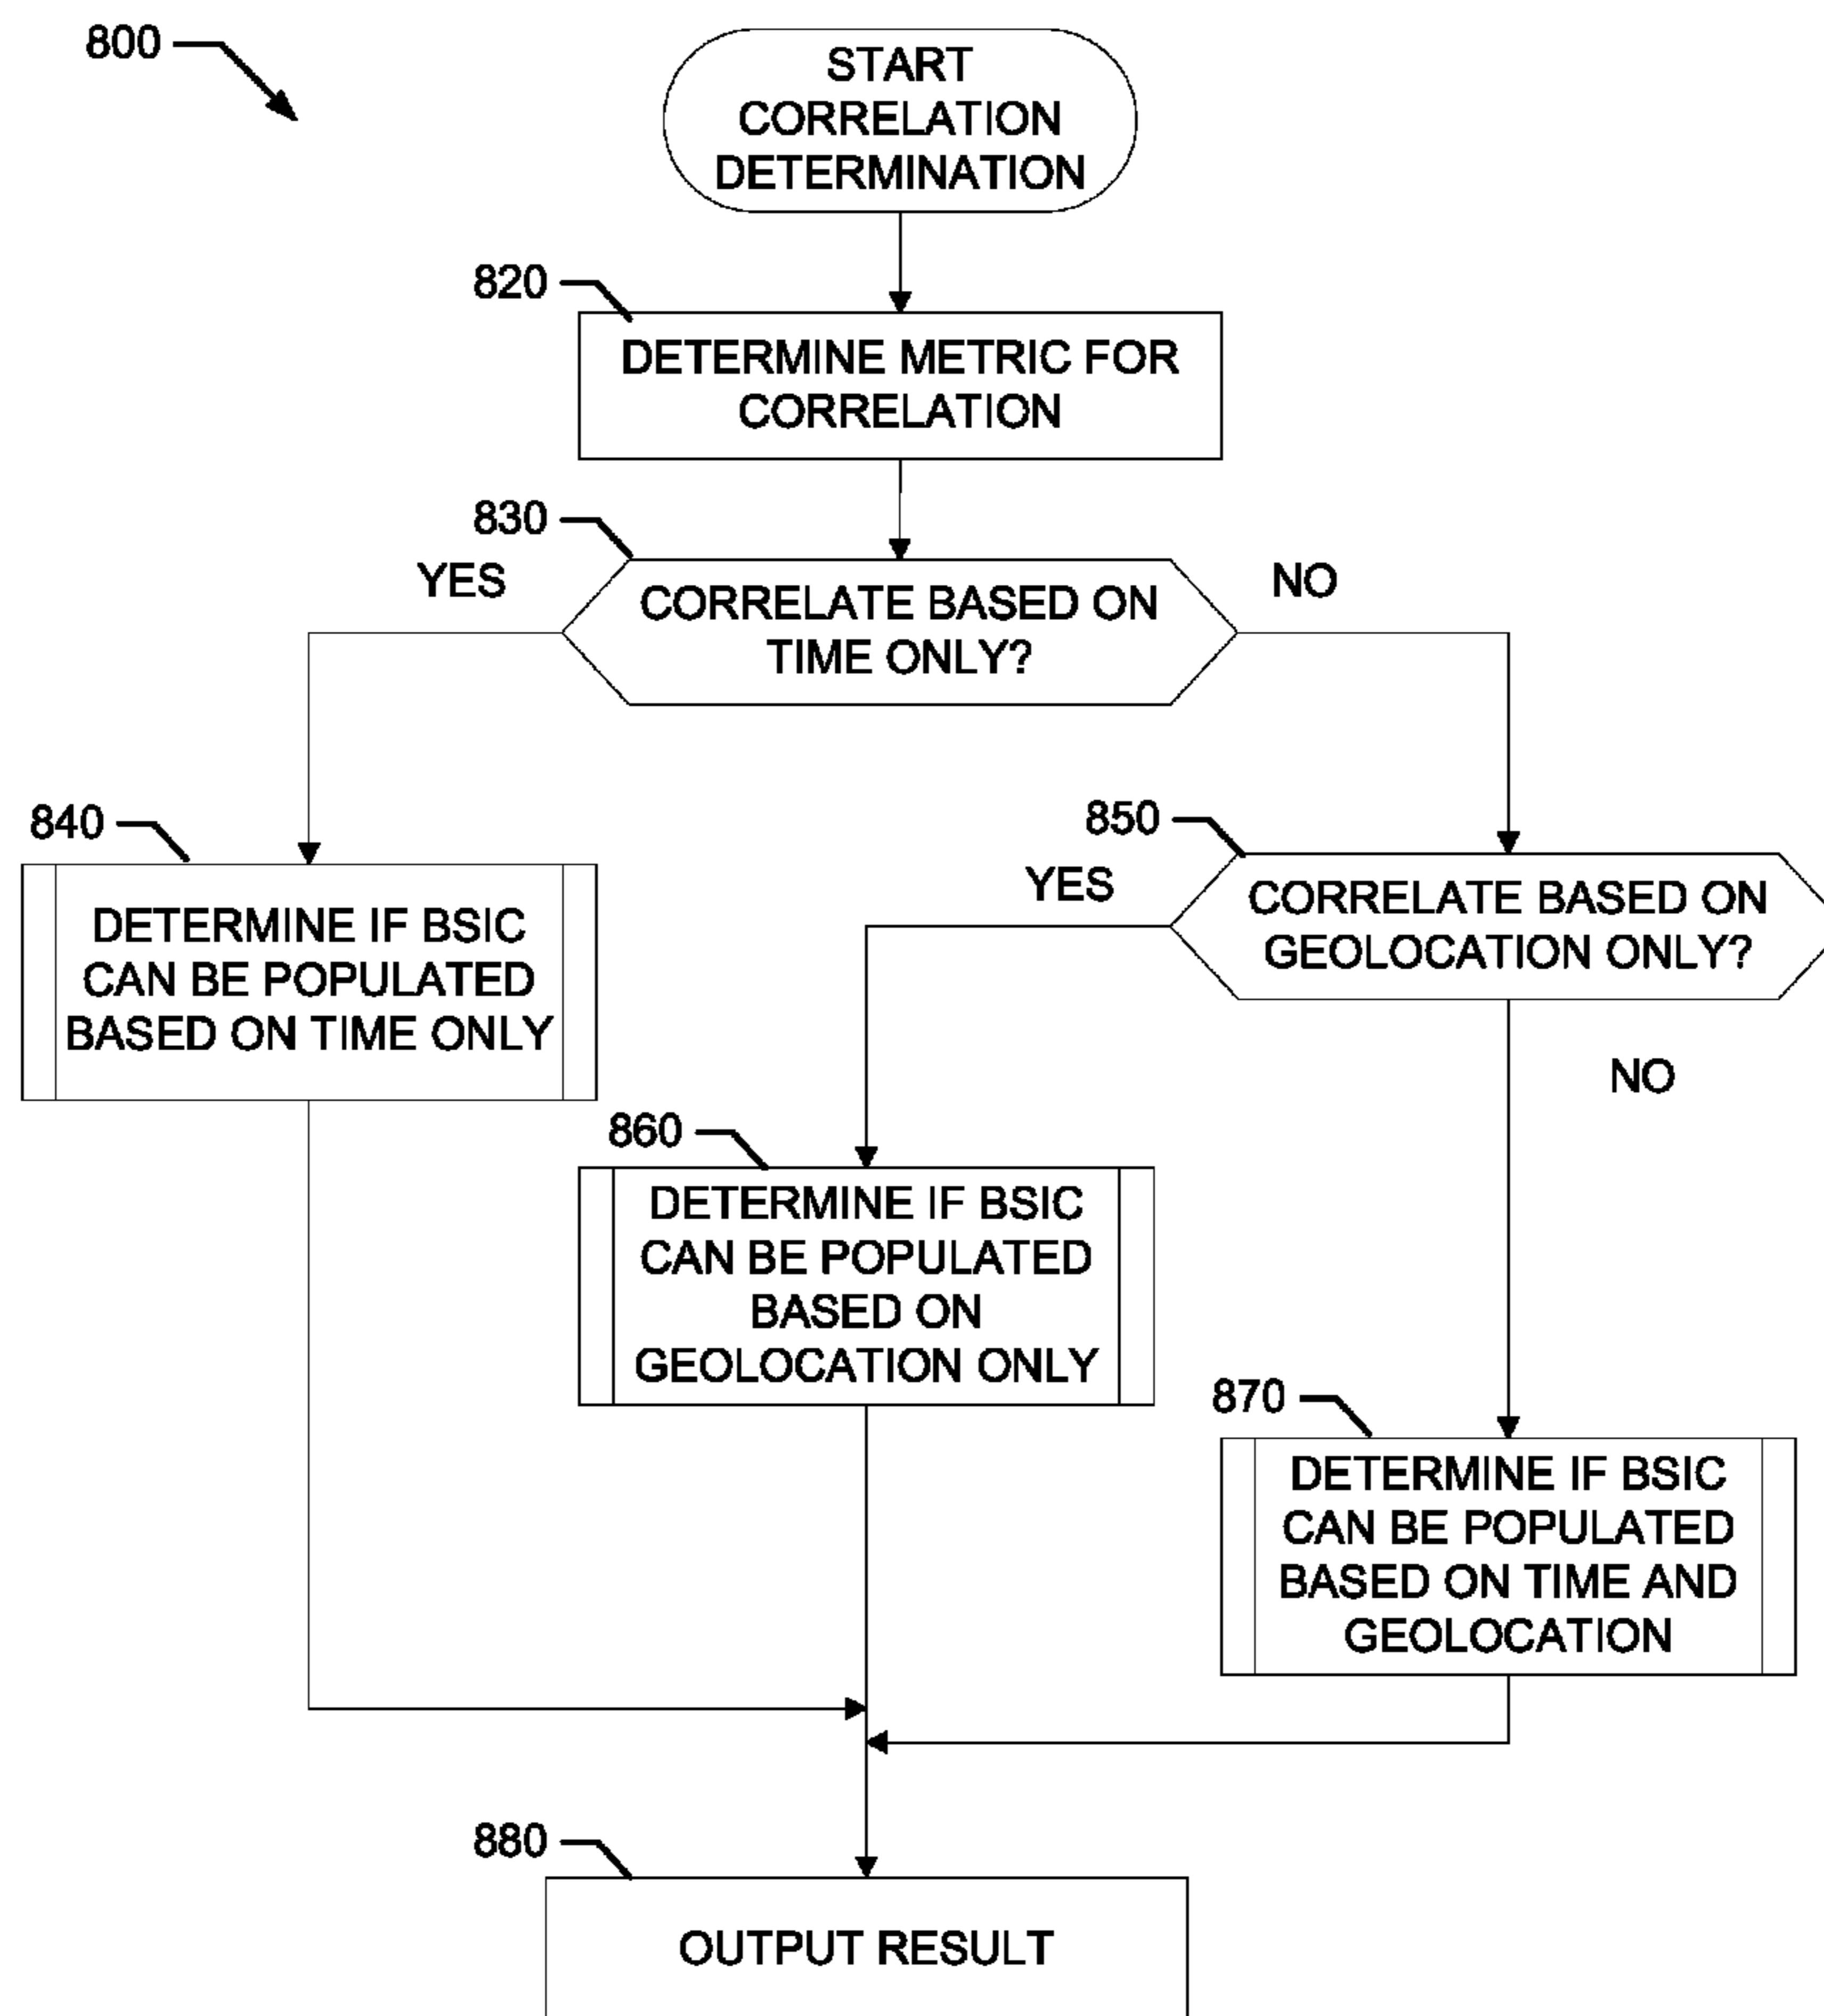 800
START
CORRELATION
DETERMINATION
820
DETERMINE METRIC FOR
CORRELATION
830
YES
NO
CORRELATE BASED ON
TIME ONLY?
840
850
YES
CORRELATE BASED ON
GEOLOCATION ONLY?
DETERMINE IF BSIC
CAN BE POPULATED
BASED ON TIME ONLY
NO
860
DETERMINE IF BSIC
CAN BE POPULATED
BASED ON
GEOLOCATION ONLY
870
DETERMINE IF BSIC
CAN BE POPULATED
BASED ON TIME AND
GEOLOCATION
880
OUTPUT RESULT